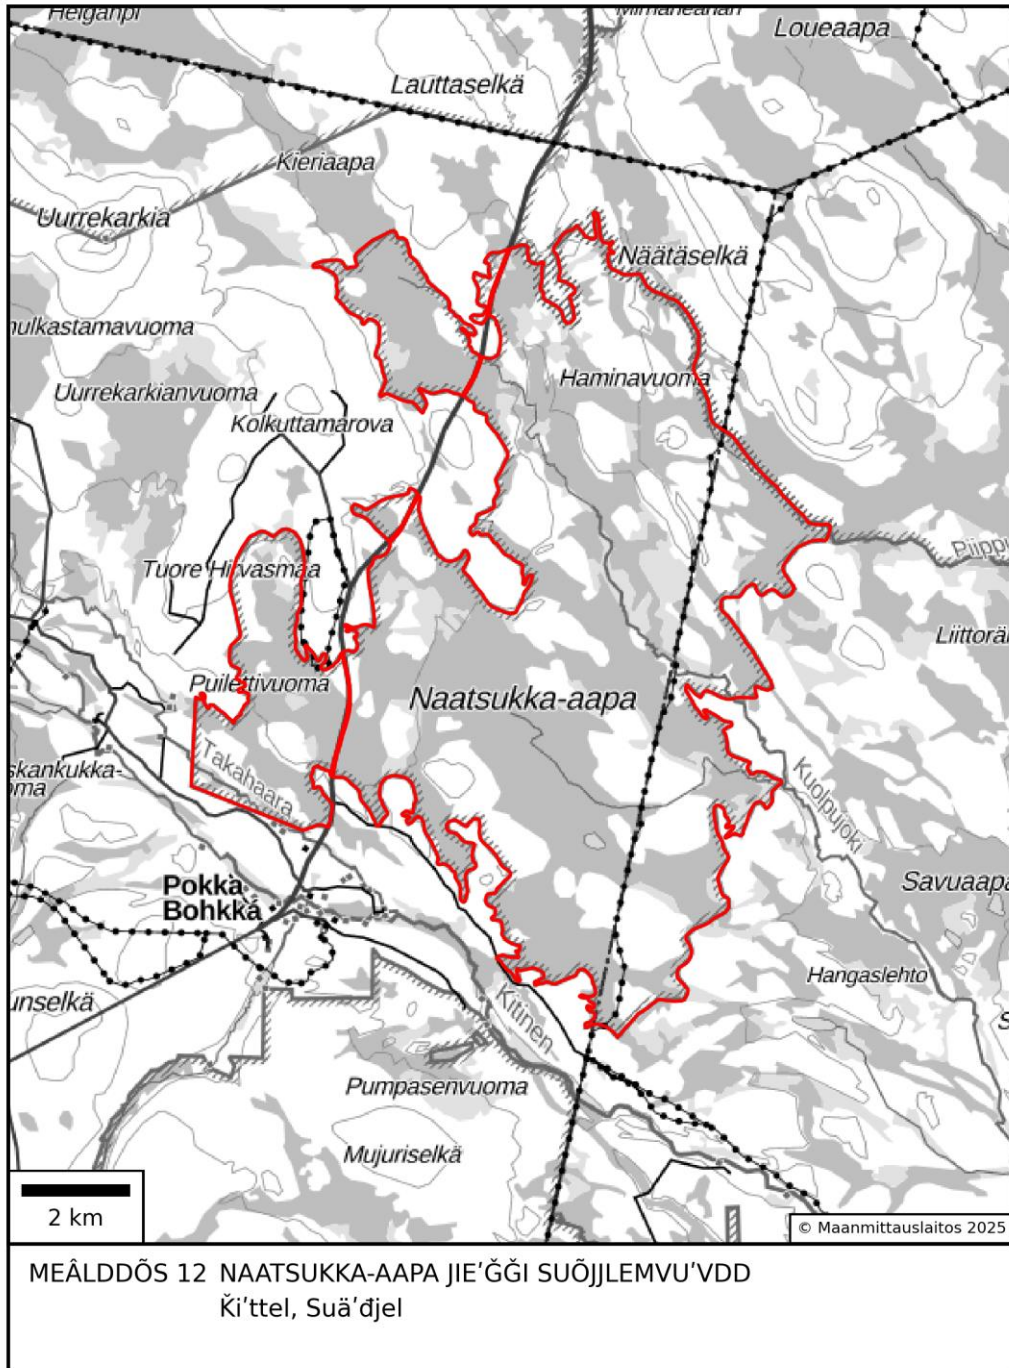 Loueaapa
Lauttaselkä
Kieriaapa
Uurrekarkia
Näätäselkä
Haminavuoma
Uurrekarkianvuoma
Kolkuttamarova
Tuore Hirvasmaa
Liittorä
Puilettivuoma
Naatsukka-aapa
Takahaara
Kuolpujoki
Savuaapa
Pokka
Bohkká
Hangaslehto
Kitinen
Pumpasenvuoma
Mujuriselkä
2 km
© Maanmittauslaitos 2025
MEÂLDDÕS 12 NAATSUKKA-AAPA JIEʹǦǦI SUÕJJLEMVUʹVDD
Ǩiʹttel, Suäʹđjel